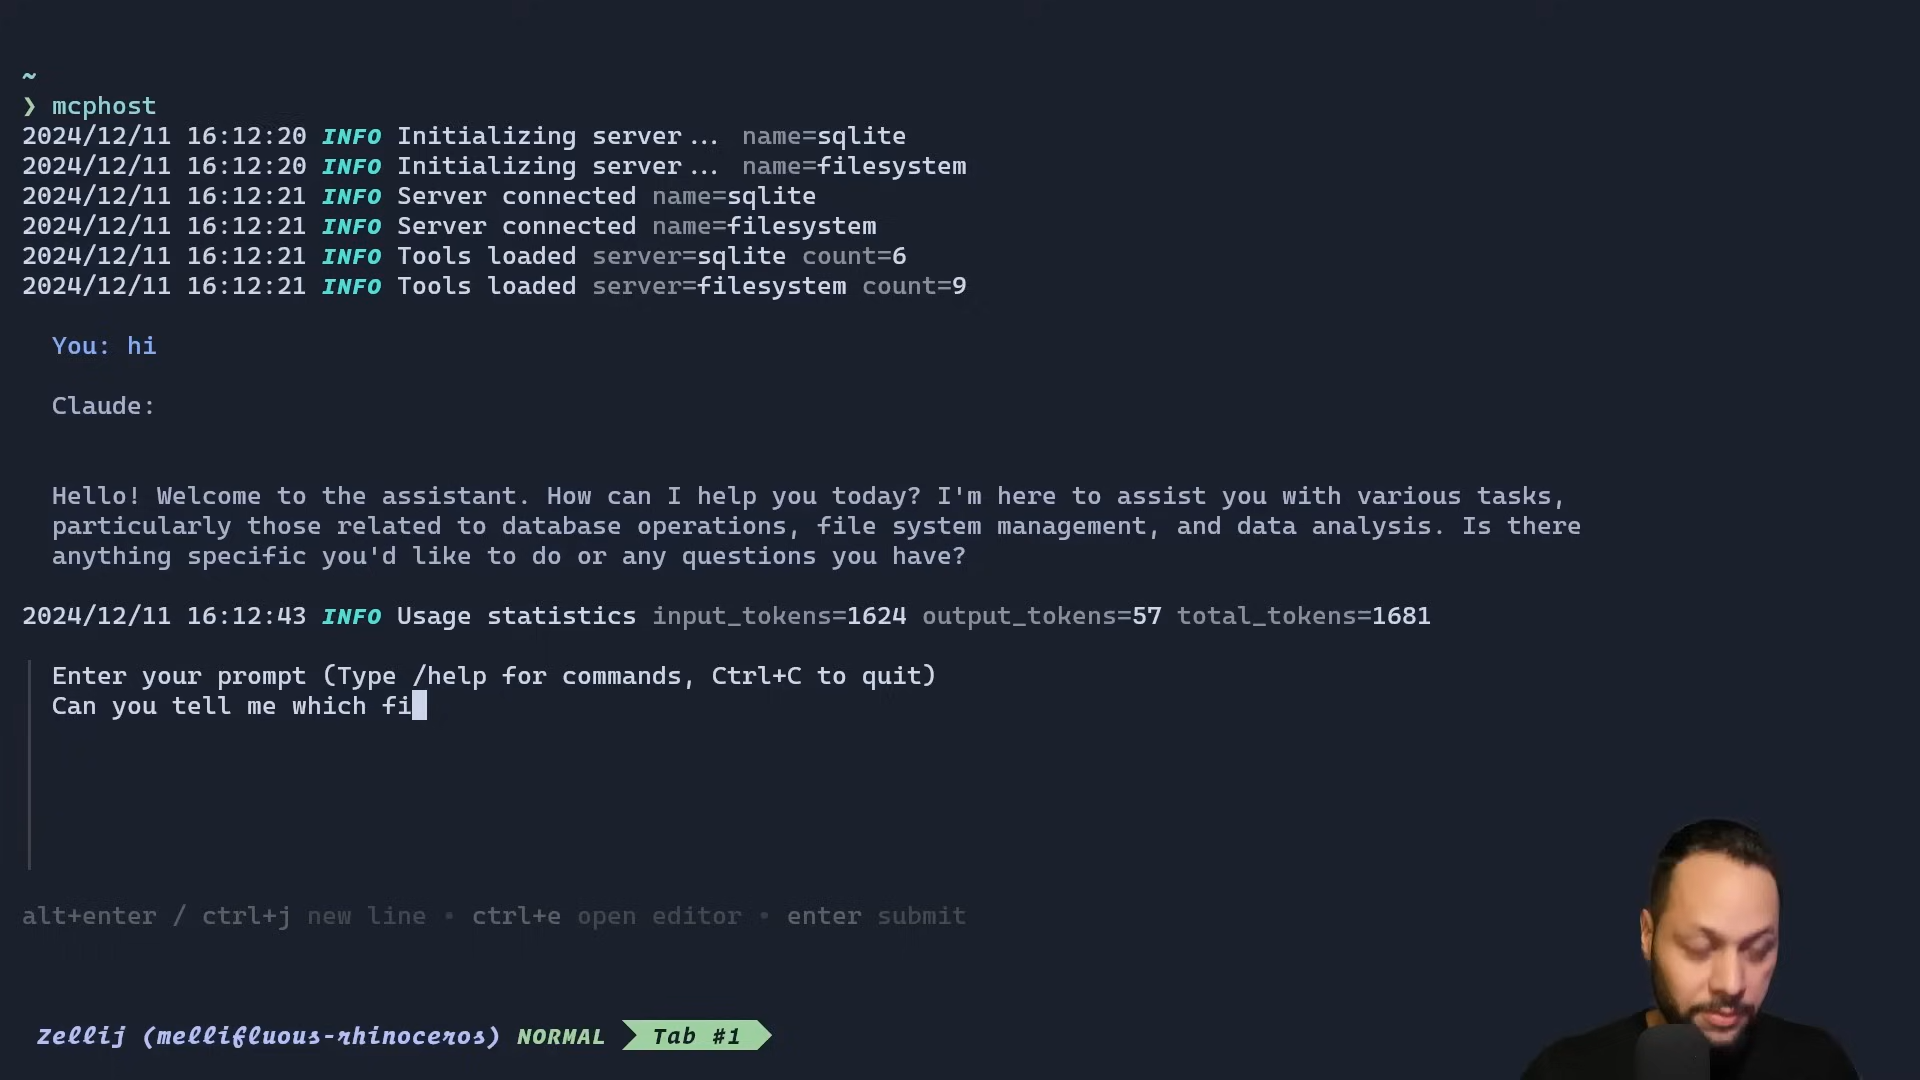 ~
❯ mcphost
2024/12/11 16:12:20 INFO Initializing server... name=sqlite
2024/12/11 16:12:20 INFO Initializing server... name=filesystem
2024/12/11 16:12:21 INFO Server connected name=sqlite
2024/12/11 16:12:21 INFO Server connected name=filesystem
2024/12/11 16:12:21 INFO Tools loaded server=sqlite count=6
2024/12/11 16:12:21 INFO Tools loaded server=filesystem count=9
You: hi
Claude:
Hello! Welcome to the assistant. How can I help you today? I'm here to assist you with various tasks,
particularly those related to database operations, file system management, and data analysis. Is there
anything specific you'd like to do or any questions you have?
2024/12/11 16:12:43 INFO Usage statistics input_tokens=1624 output_tokens=57 total_tokens=1681
Enter your prompt (Type /help for commands, Ctrl+C to quit)
Can you tell me which fi
alt+enter / ctrl+j new line • ctrl+e open editor • enter submit
Zellij (mellifluous-rhinoceros) NORMAL Tab #1